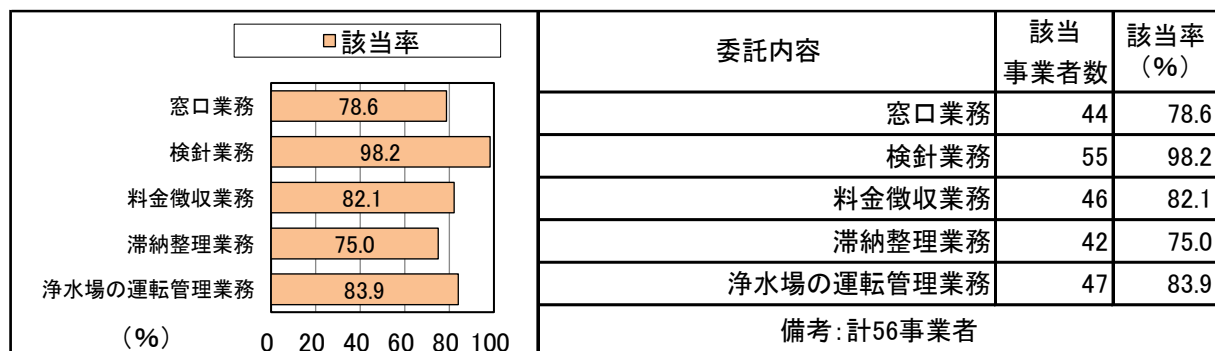 該当率
窓口業務 78.6
検針業務 98.2
料金徴収業務 82.1
滞納整理業務 75.0
浄水場の運転管理業務 83.9
（%） 0 20 40 60 80 100
委託内容 該当事業者数 該当率（%）
窓口業務 44 78.6
検針業務 55 98.2
料金徴収業務 46 82.1
滞納整理業務 42 75.0
浄水場の運転管理業務 47 83.9
備考：計56事業者